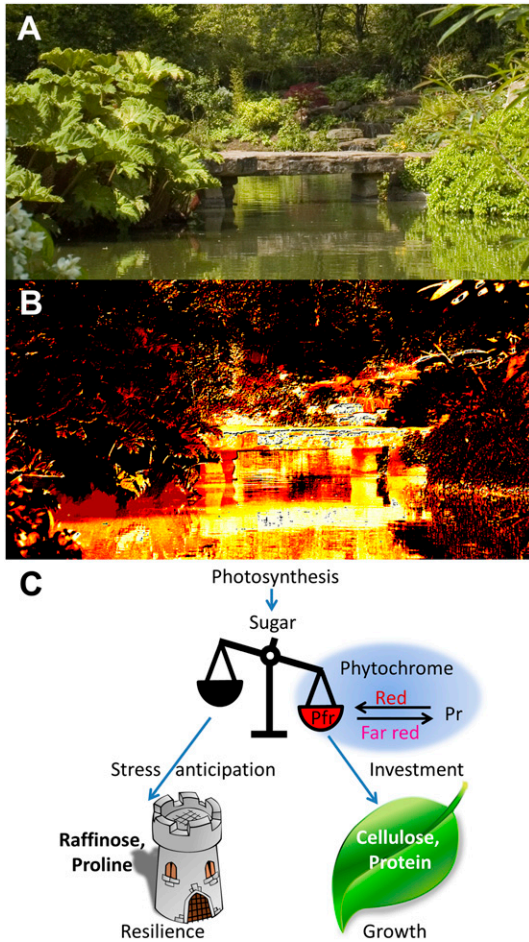 A
B
C
Photosynthesis
Sugar
Phytochrome
Red
Pfr
Pr
Far red
Stress anticipation
Investment
Raffinose,
Proline
Cellulose,
Protein
Resilience
Growth